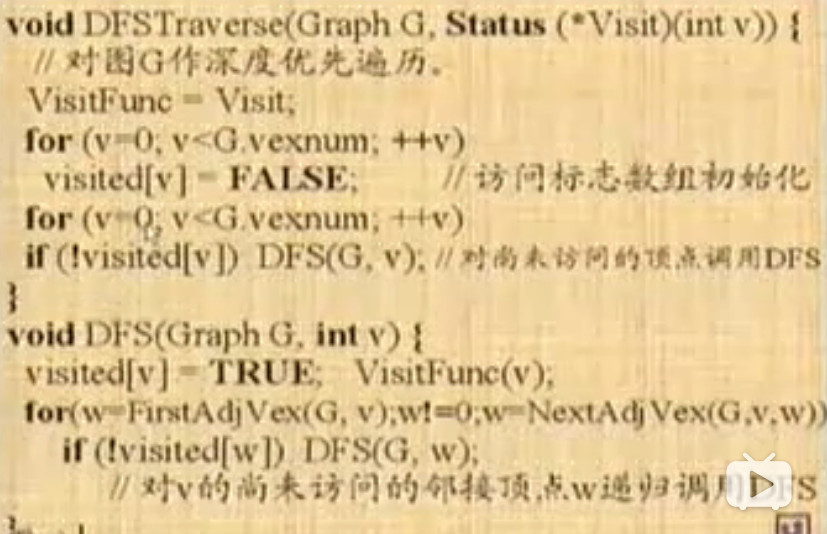 void DFSTraverse(Graph G, Status (*Visit)(int v)) {
// 对图G作深度优先遍历。
VisitFunc = Visit;
for (v=0; v<G.vexnum; ++v)
visited[v] = FALSE; // 访问标志数组初始化
for (v=0; v<G.vexnum; ++v)
if (!visited[v]) DFS(G, v); // 对尚未访问的顶点调用DFS
}
void DFS(Graph G, int v) {
visited[v] = TRUE; VisitFunc(v);
for(w=FirstAdjVex(G, v);w!=0;w=NextAdjVex(G,v,w))
if (!visited[w]) DFS(G, w);
// 对v的尚未访问的邻接顶点w递归调用DFS
}